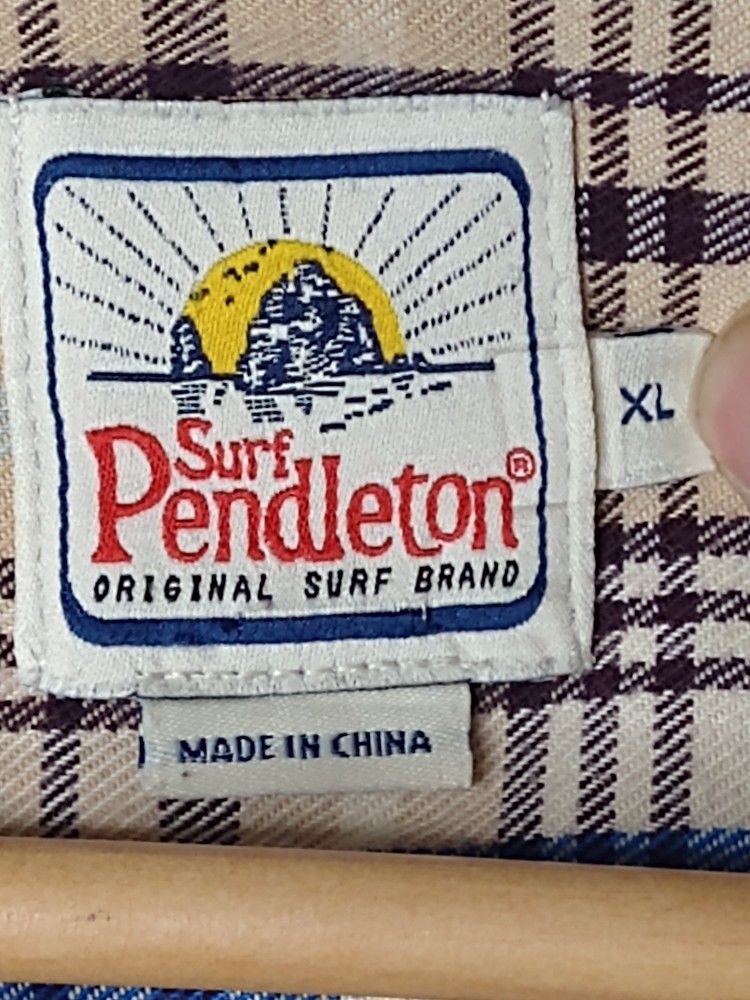 Surf
Pendleton®
ORIGINAL SURF BRAND
XL
MADE IN CHINA